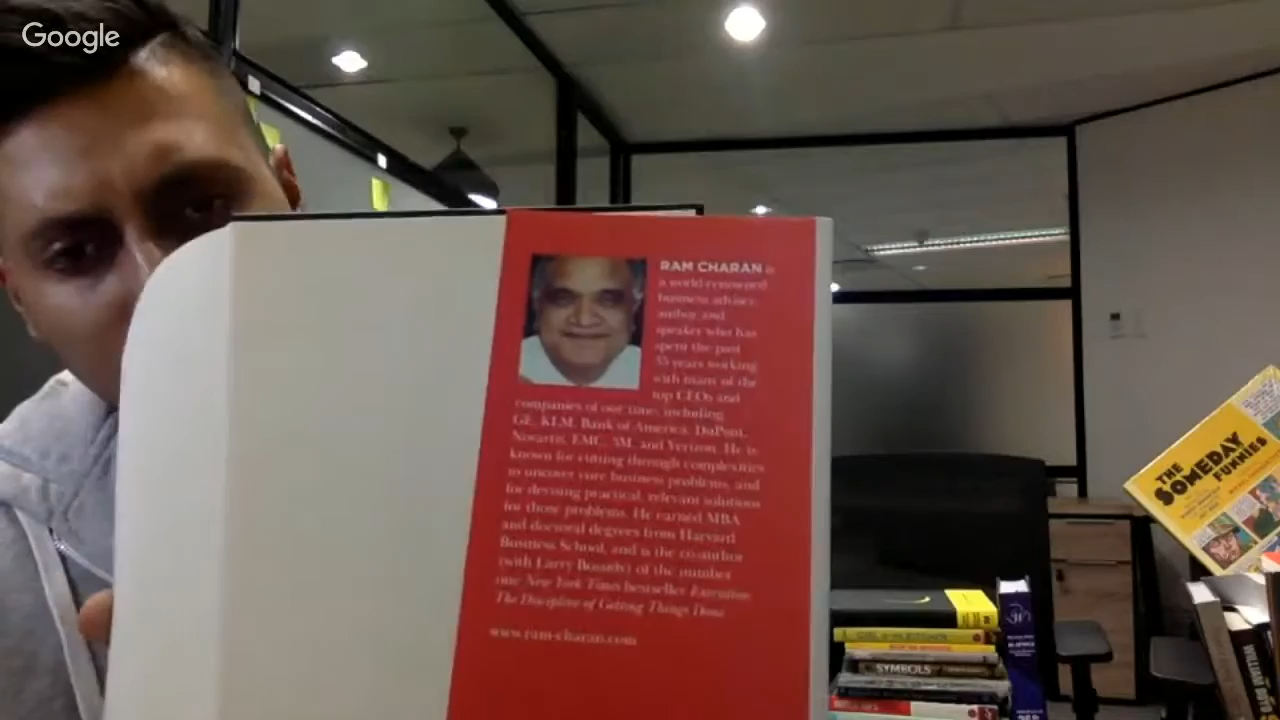 Google
RAM CHARAN is
a world-renowned
business adviser,
author and
speaker who has
spent the past
35 years working
with many of the
top CEOs and
companies of our time, including
GE, KLM, Bank of America, DuPont,
Novartis, EMC, 3M, and Verizon. He is
known for cutting through complexities
to uncover core business problems, and
for devising practical, relevant solutions
for those problems. He earned MBA
and doctoral degrees from Harvard
Business School, and is the co-author
(with Larry Bossidy) of the number
one New York Times bestseller Execution:
The Discipline of Getting Things Done.
www.ram-charan.com
THE
SOMEDAY
FUNNIES
SYMBOLS